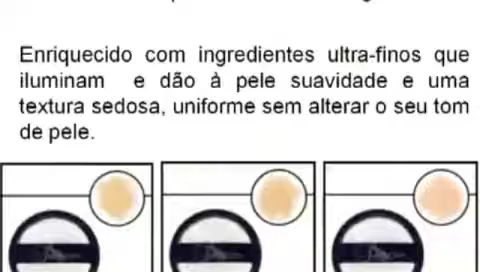 Enriquecido com ingredientes ultra-finos que
iluminam e dão à pele suavidade e uma
textura sedosa, uniforme sem alterar o seu tom
de pele.